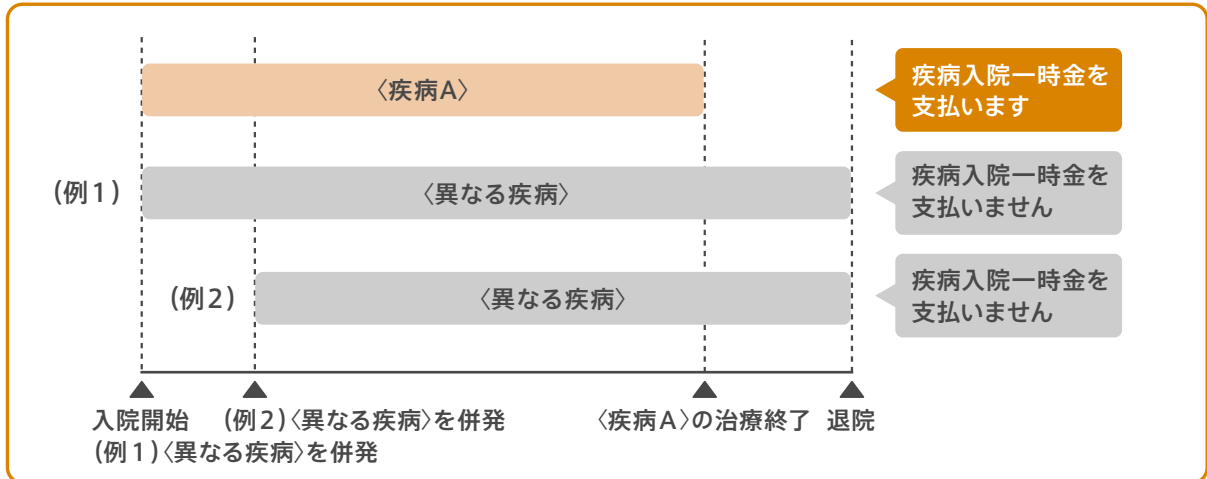 〈疾病A〉
疾病入院一時金を
支払います
(例1)
〈異なる疾病〉
疾病入院一時金を
支払いません
(例2)
〈異なる疾病〉
疾病入院一時金を
支払いません
入院開始
(例1)〈異なる疾病〉を併発
(例2)〈異なる疾病〉を併発
〈疾病A〉の治療終了
退院